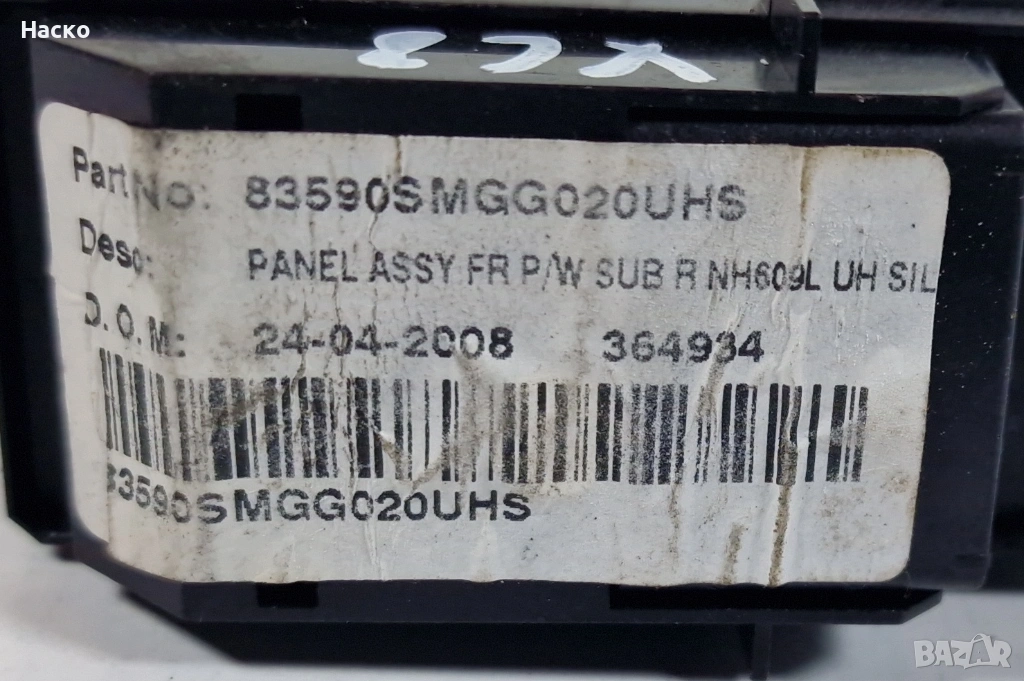 Наско
Part No: 83590SMGG020UHS
Desc: PANEL ASSY FR P/W SUB R NH609L UH SIL
D.O.M: 24-04-2008 364934
83590SMGG020UHS
BAZAR